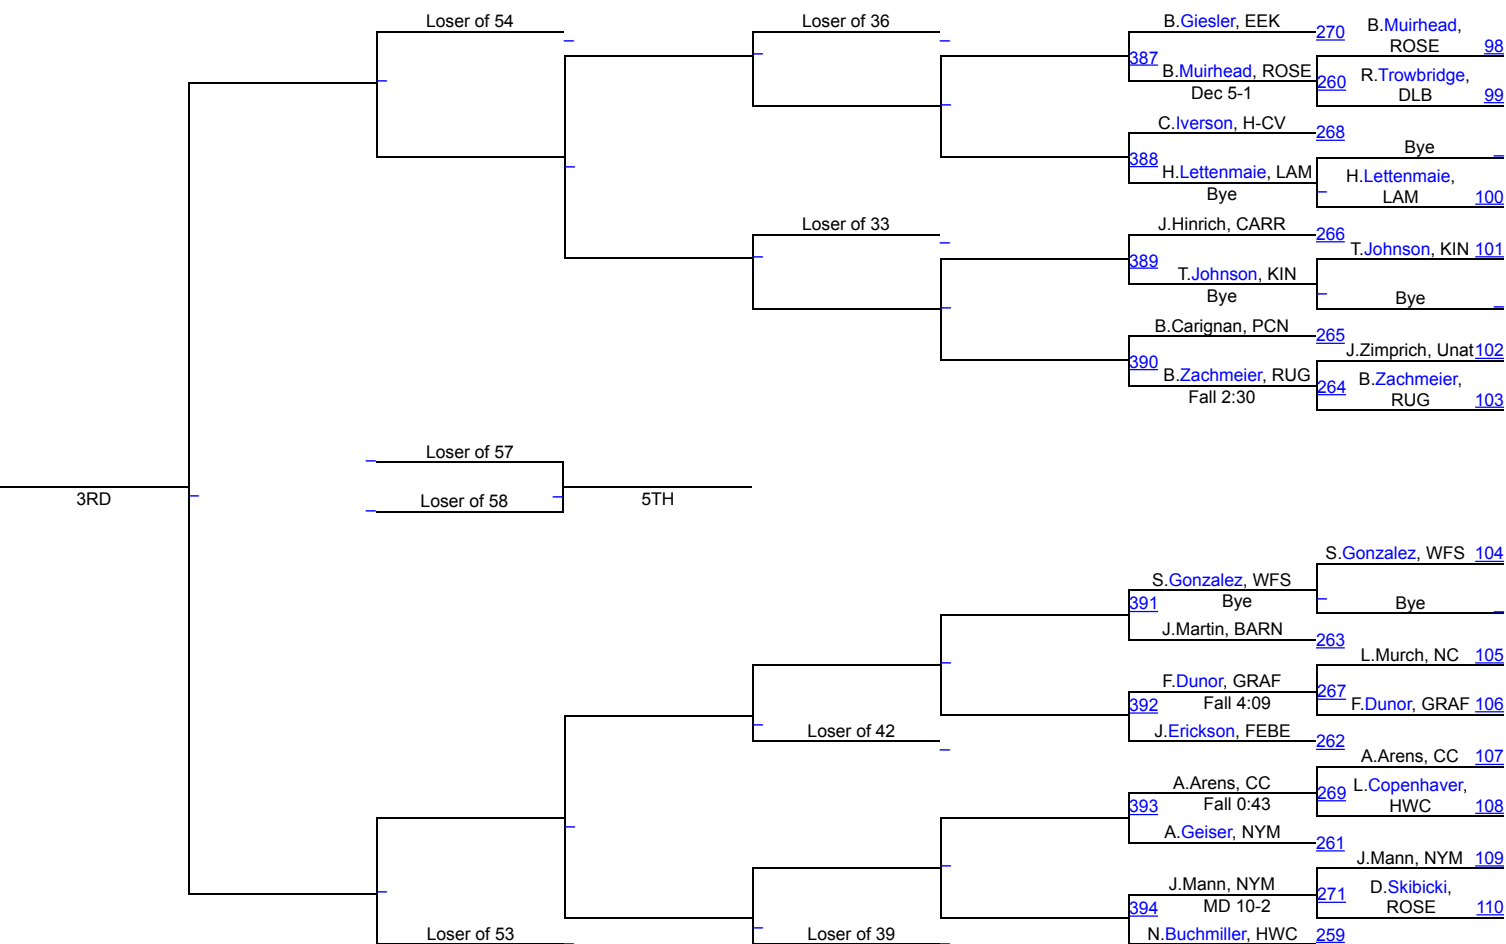 Loser of 54
Loser of 36
B.Giesler, EEK
270
B.Muirhead,
ROSE
98
387
B.Muirhead, ROSE
Dec 5-1
260
R.Trowbridge,
DLB
99
C.Iverson, H-CV
268
Bye
388
H.Lettenmaie, LAM
Bye
H.Lettenmaie,
LAM
100
Loser of 33
J.Hinrich, CARR
266
T.Johnson, KIN
101
389
T.Johnson, KIN
Bye
Bye
B.Carignan, PCN
265
J.Zimprich, Unat
102
390
B.Zachmeier, RUG
Fall 2:30
264
B.Zachmeier,
RUG
103
Loser of 57
3RD
Loser of 58
5TH
S.Gonzalez, WFS
104
S.Gonzalez, WFS
391
Bye
Bye
J.Martin, BARN
263
L.Murch, NC
105
F.Dunor, GRAF
392
Fall 4:09
267
F.Dunor, GRAF
106
Loser of 42
J.Erickson, FEBE
262
A.Arens, CC
107
A.Arens, CC
393
Fall 0:43
269
L.Copenhaver,
HWC
108
A.Geiser, NYM
261
J.Mann, NYM
109
J.Mann, NYM
394
MD 10-2
271
D.Skibicki,
ROSE
110
Loser of 53
Loser of 39
N.Buchmiller, HWC
259